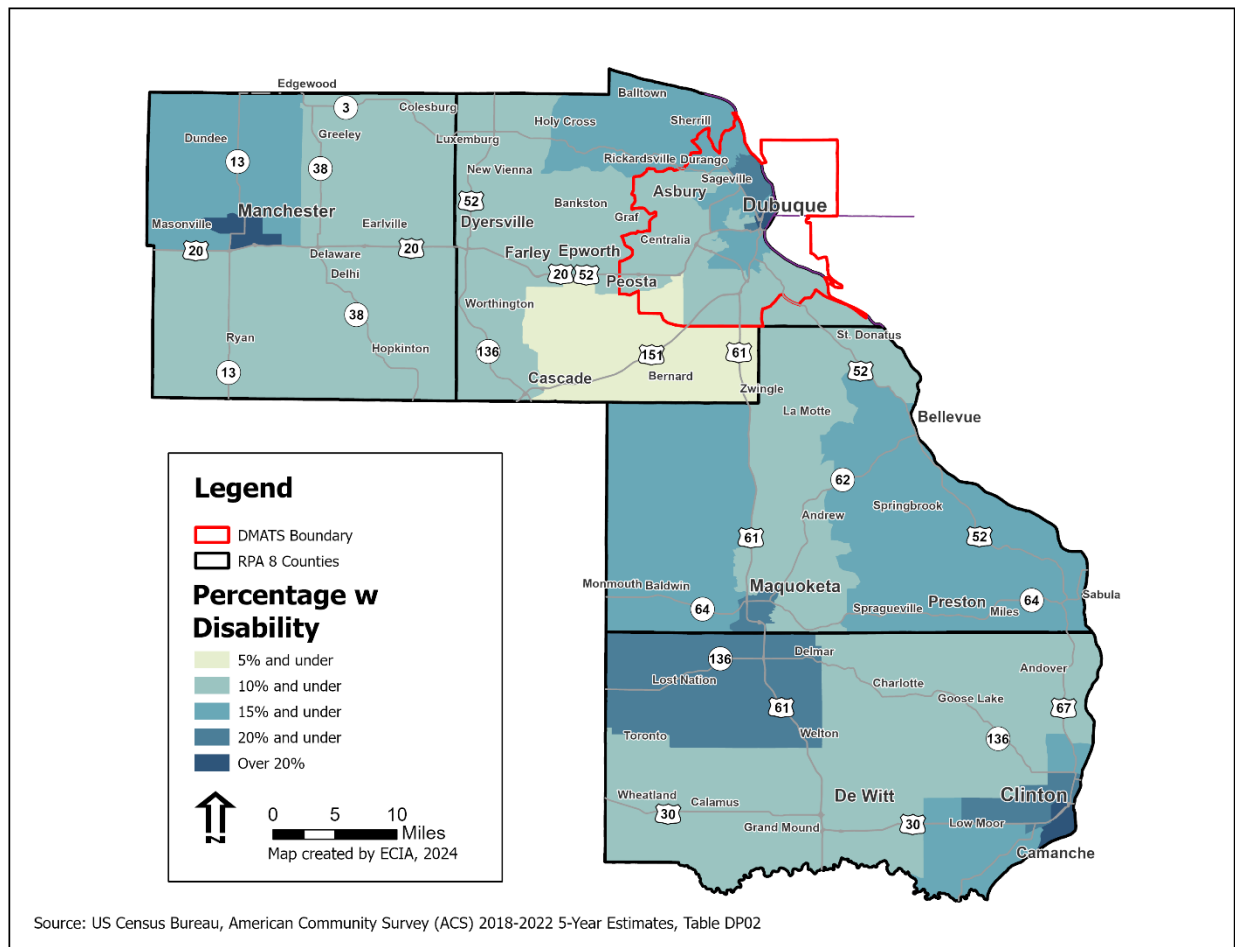 Edgewood
Balltown
3
Colesburg
Holy Cross
Sherrill
Dundee
Greeley
Luxemburg
13
38
Rickardsville
Durango
New Vienna
Sageville
Asbury
52
Bankston
Dubuque
Masonville
Manchester
Earlville
Dyersville
Graf
20
20
Farley
Epworth
Centralia
Delaware
Delhi
20
52
Peosta
38
Worthington
St. Donatus
Ryan
Hopkinton
136
151
61
52
13
Cascade
Bernard
Zwingle
La Motte
Bellevue
62
Springbrook
Andrew
61
52
Monmouth
Baldwin
Maquoketa
64
Spragueville
Preston
Miles
64
Sabula
136
Delmar
Andover
Lost Nation
Charlotte
Goose Lake
61
67
Toronto
Welton
136
Wheatland
Calamus
De Witt
Clinton
30
Grand Mound
30
Low Moor
Camanche
Legend
DMATS Boundary
RPA 8 Counties
Percentage w
Disability
5% and under
10% and under
15% and under
20% and under
Over 20%
N
0 5 10
Miles
Map created by ECIA, 2024
Source: US Census Bureau, American Community Survey (ACS) 2018-2022 5-Year Estimates, Table DP02